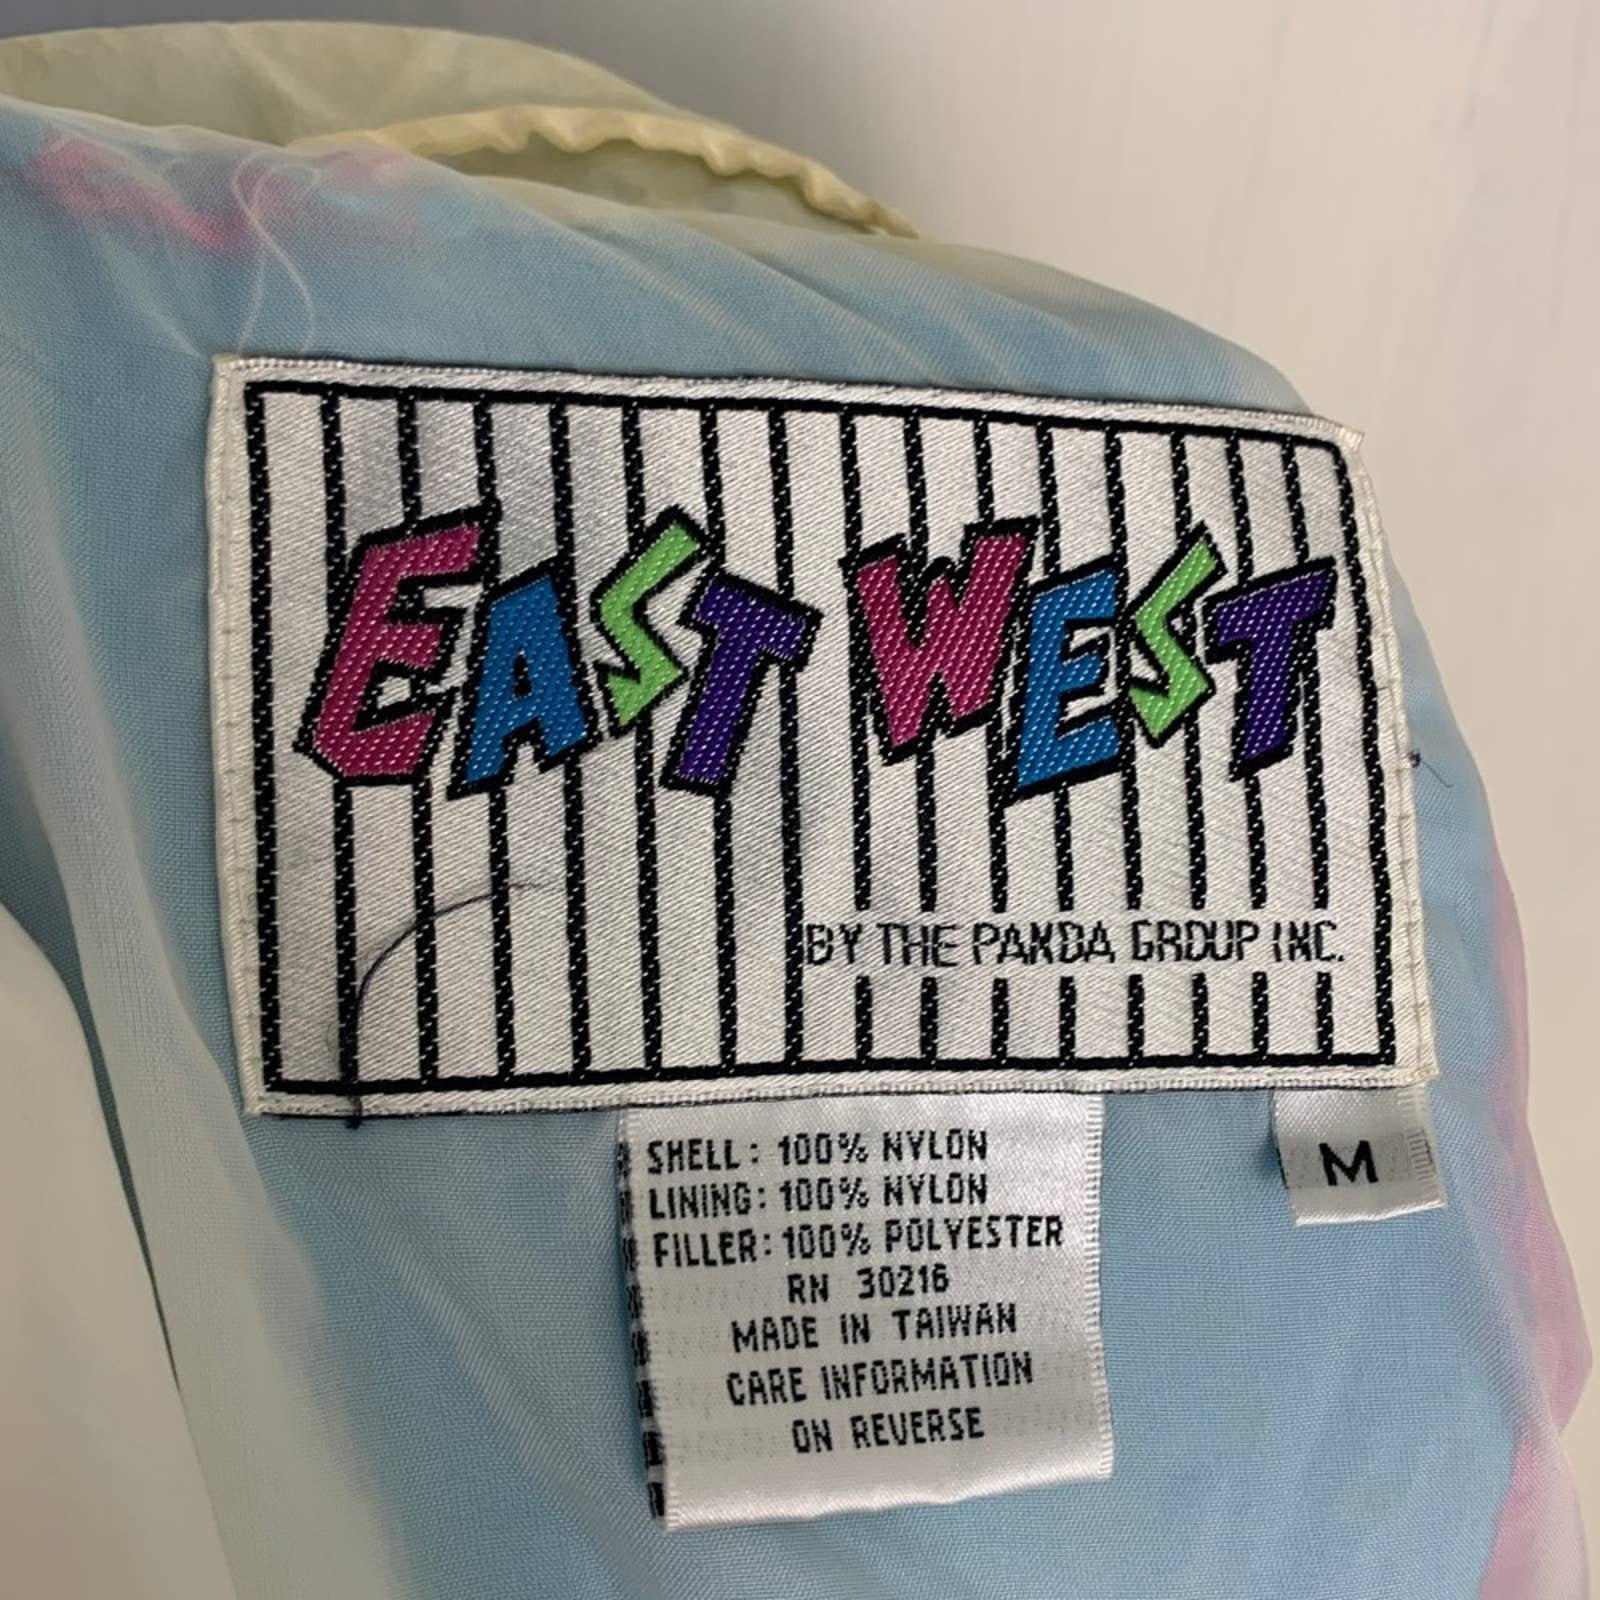 EAST WEST
BY THE PANDA GROUP INC.
M
SHELL: 100% NYLON
LINING: 100% NYLON
FILLER: 100% POLYESTER
RN 30216
MADE IN TAIWAN
CARE INFORMATION
ON REVERSE